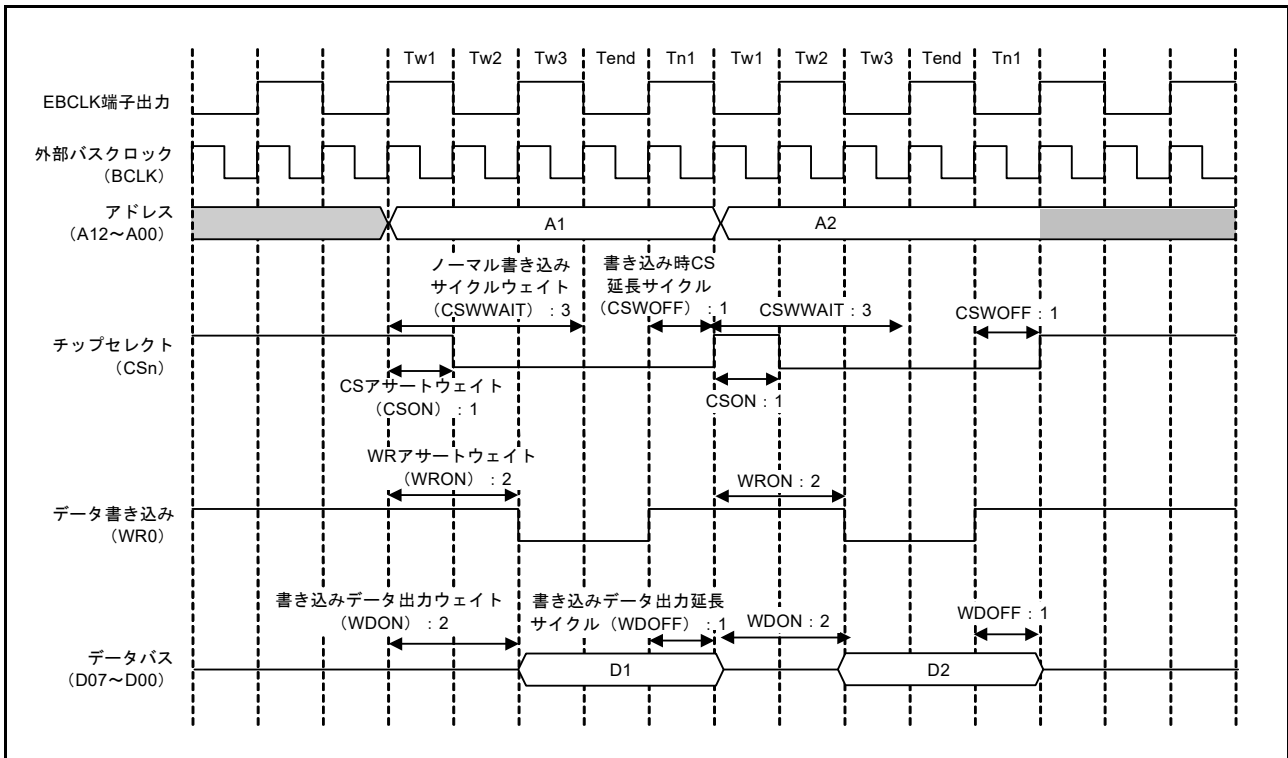 Tw1 Tw2 Tw3 Tend Tn1 Tw1 Tw2 Tw3 Tend Tn1
EBCLK端子出力
外部バスクロック
（BCLK）
アドレス
（A12～A00）
A1
A2
ノーマル書き込み
サイクルウェイト
（CSWWAIT）：3
書き込み時CS
延長サイクル
（CSWOFF）：1
CSWWAIT：3
CSWOFF：1
チップセレクト
（CSn）
CSアサートウェイト
（CSON）：1
CSON：1
WRアサートウェイト
（WRON）：2
WRON：2
データ書き込み
（WR0）
書き込みデータ出力ウェイト
（WDON）：2
書き込みデータ出力延長
サイクル（WDOFF）：1
WDON：2
WDOFF：1
データバス
（D07～D00）
D1
D2